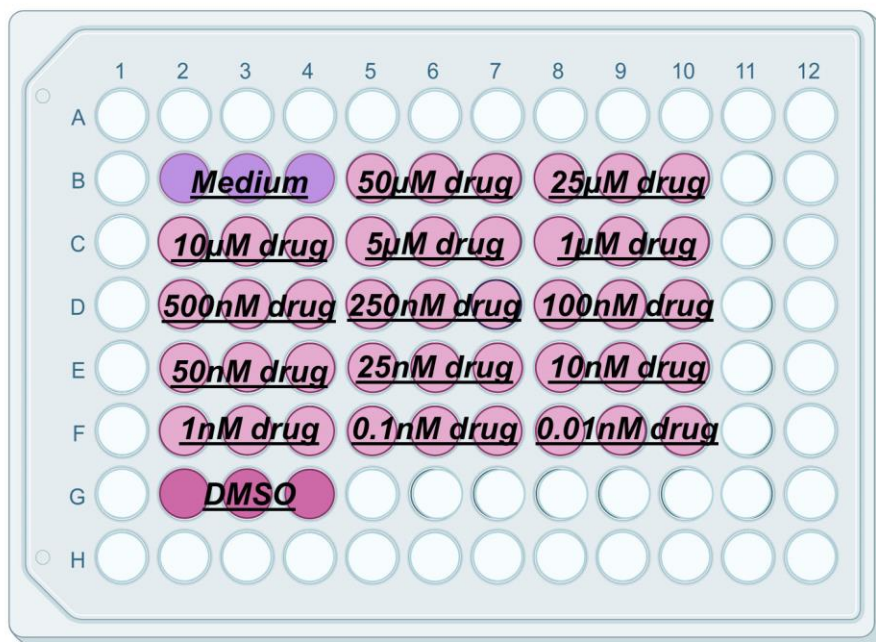 1 2 3 4 5 6 7 8 9 10 11 12
A
B Medium 50µM drug 25µM drug
C 10µM drug 5µM drug 1µM drug
D 500nM drug 250nM drug 100nM drug
E 50nM drug 25nM drug 10nM drug
F 1nM drug 0.1nM drug 0.01nM drug
G DMSO
H